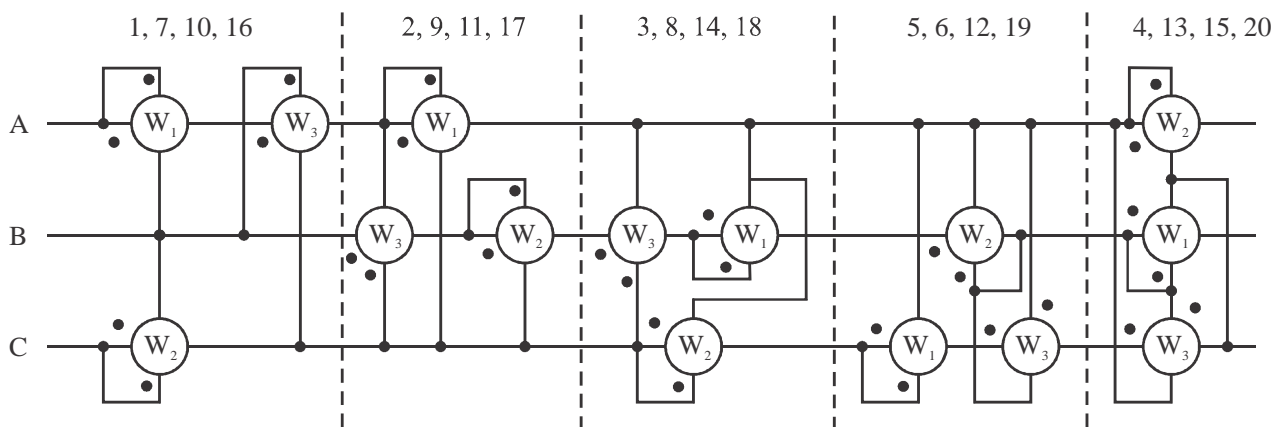 1, 7, 10, 16 2, 9, 11, 17 3, 8, 14, 18 5, 6, 12, 19 4, 13, 15, 20
A W₁ W₃ W₁ W₂
B W₃ W₂ W₃ W₁ W₂ W₁
C W₂ W₂ W₁ W₃ W₃